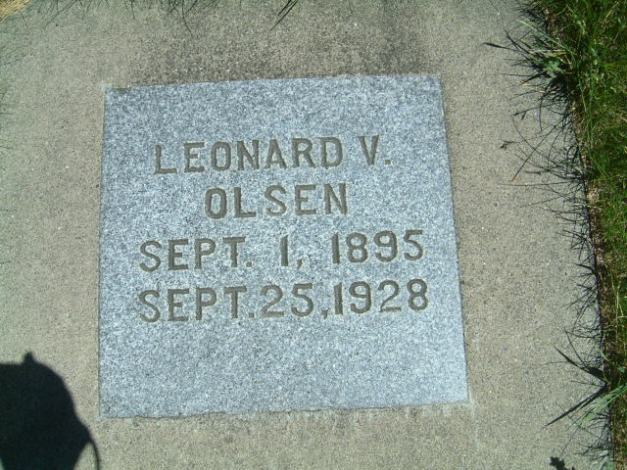 LEONARD V.
OLSEN
SEPT. 1, 1895
SEPT.25,1928